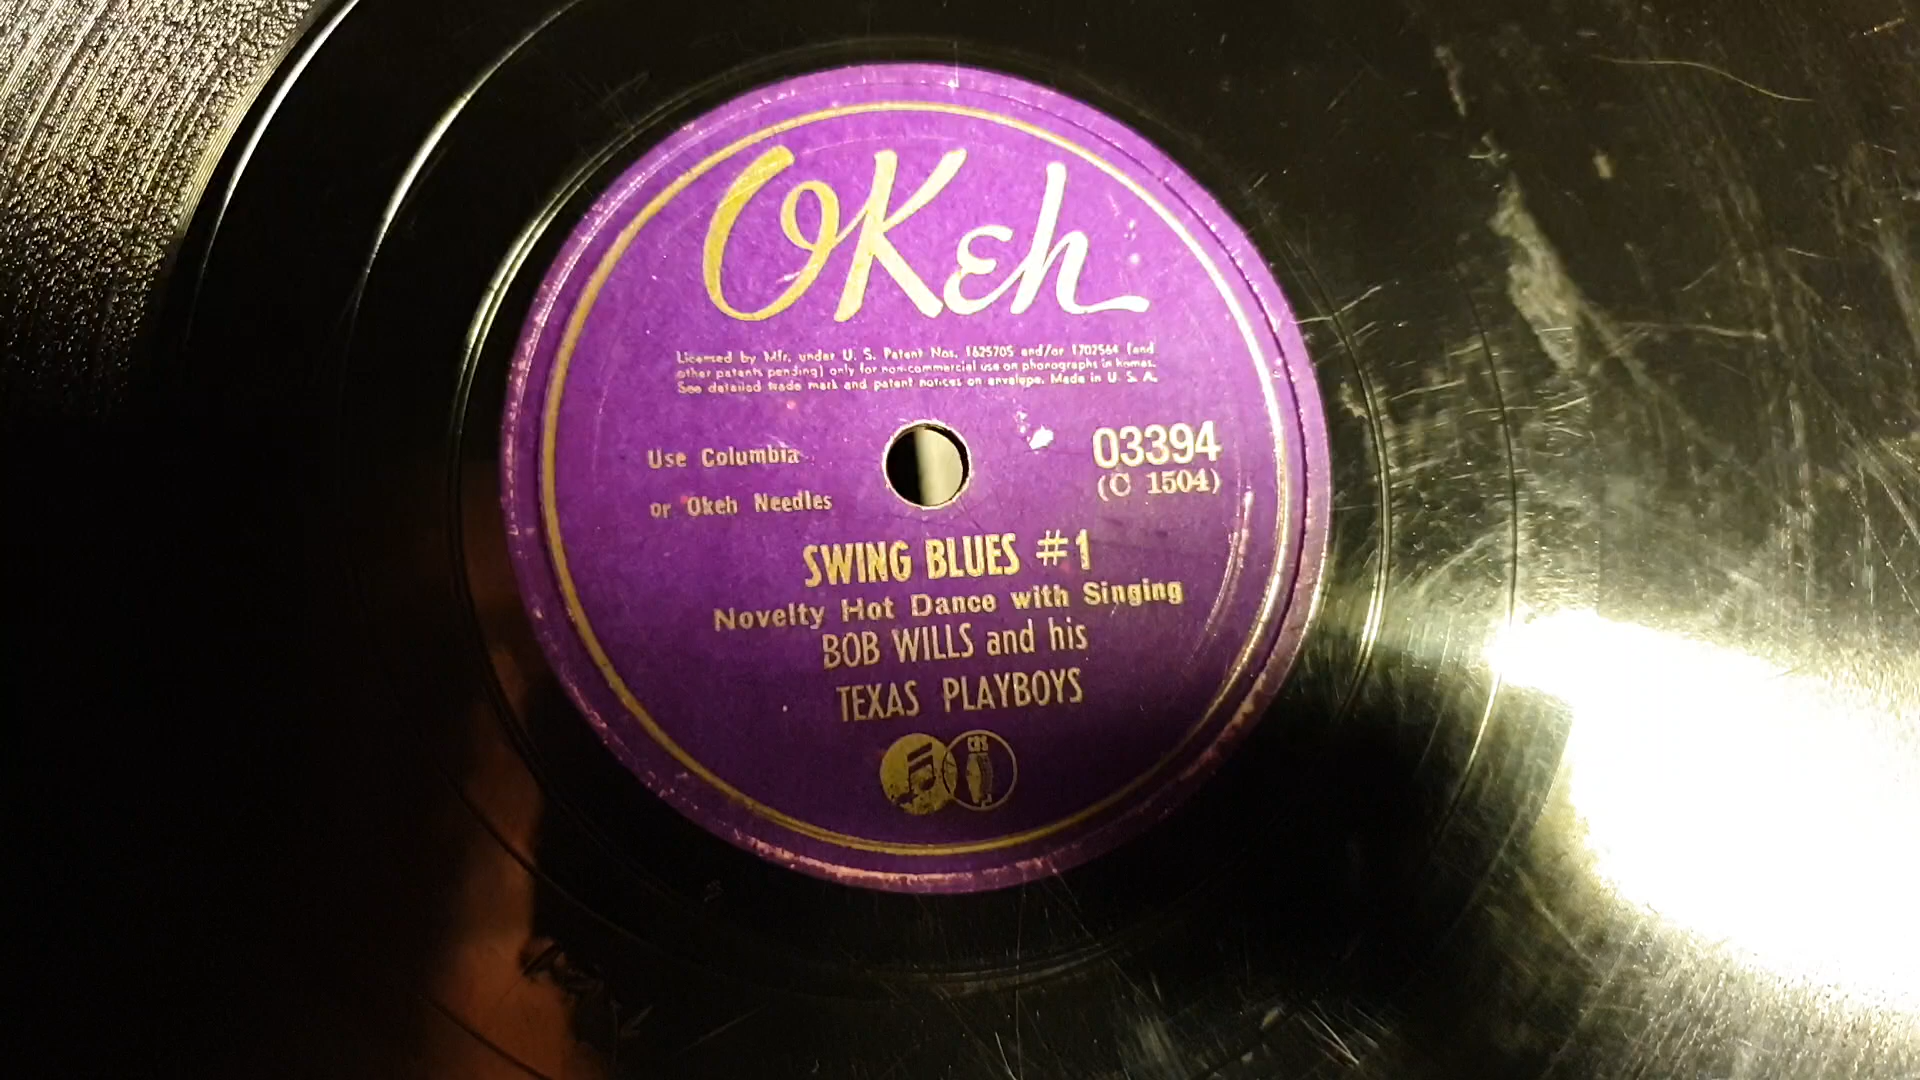 OKeh
Licensed by Mfr. under U. S. Patent Nos. 1625705 and/or 1702564 (and
other patents pending) only for non-commercial use on phonographs in homes.
See detailed trade mark and patent notices on envelope. Made in U. S. A.
Use Columbia
or Okeh Needles
03394
(C 1504)
SWING BLUES #1
Novelty Hot Dance with Singing
BOB WILLS and his
TEXAS PLAYBOYS
CBS